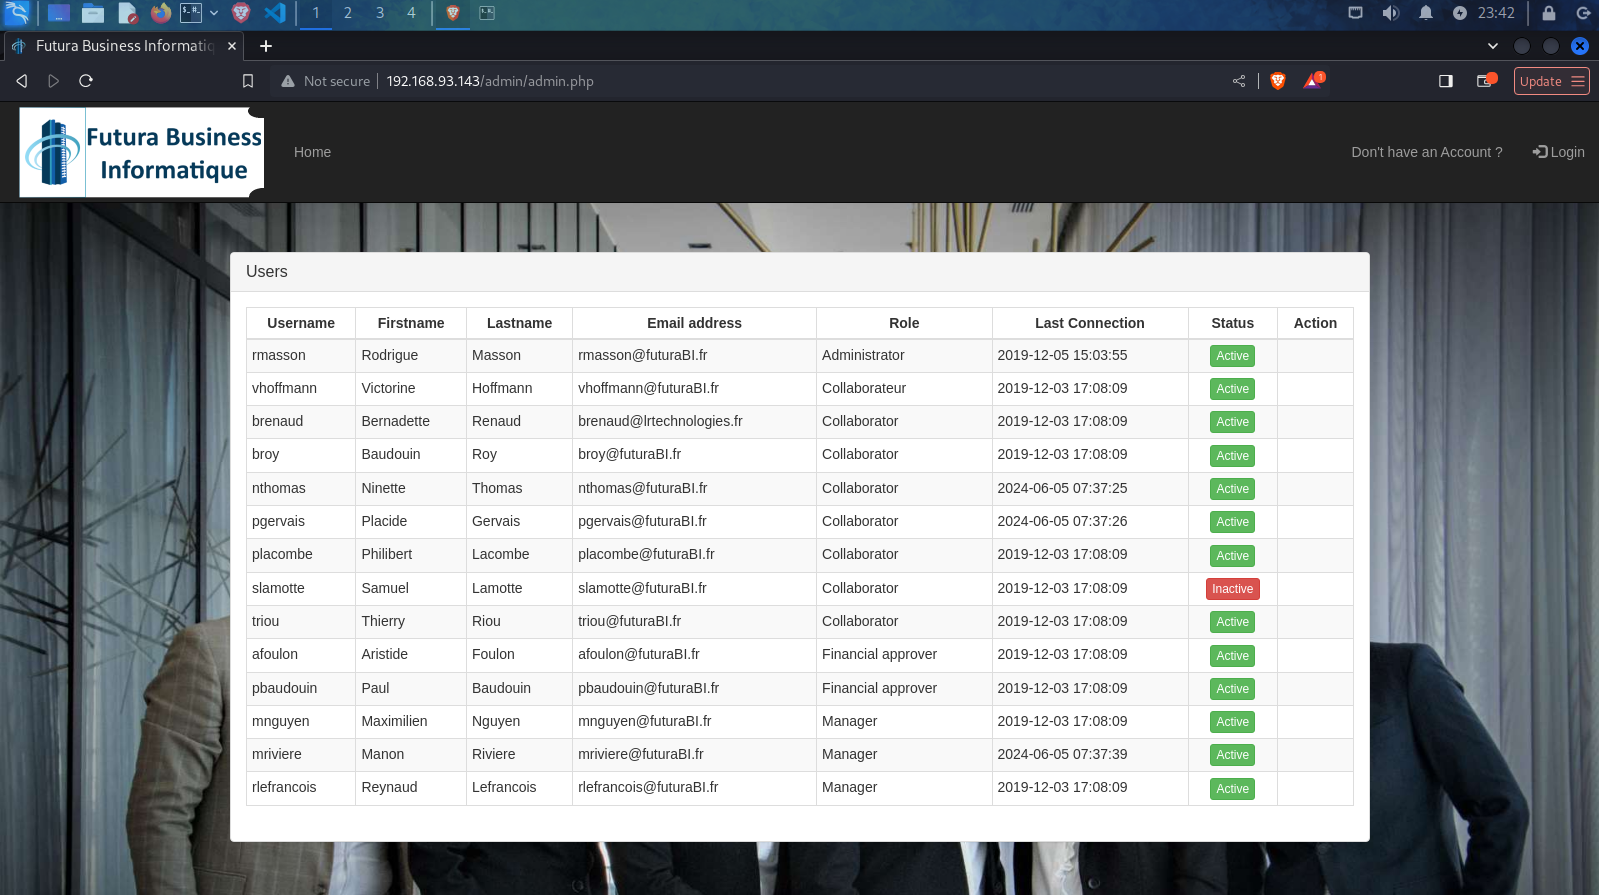 1 2 3 4 23:42
Futura Business Informatiq
Not secure 192.168.93.143/admin/admin.php 1 Update
Futura Business
Informatique
Home Don't have an Account ? Login
Users
Username Firstname Lastname Email address Role Last Connection Status Action
rmasson Rodrigue Masson rmasson@futuraBI.fr Administrator 2019-12-05 15:03:55 Active
vhoffmann Victorine Hoffmann vhoffmann@futuraBI.fr Collaborateur 2019-12-03 17:08:09 Active
brenaud Bernadette Renaud brenaud@lrtechnologies.fr Collaborator 2019-12-03 17:08:09 Active
broy Baudouin Roy broy@futuraBI.fr Collaborator 2019-12-03 17:08:09 Active
nthomas Ninette Thomas nthomas@futuraBI.fr Collaborator 2024-06-05 07:37:25 Active
pgervais Placide Gervais pgervais@futuraBI.fr Collaborator 2024-06-05 07:37:26 Active
placombe Philibert Lacombe placombe@futuraBI.fr Collaborator 2019-12-03 17:08:09 Active
slamotte Samuel Lamotte slamotte@futuraBI.fr Collaborator 2019-12-03 17:08:09 Inactive
triou Thierry Riou triou@futuraBI.fr Collaborator 2019-12-03 17:08:09 Active
afoulon Aristide Foulon afoulon@futuraBI.fr Financial approver 2019-12-03 17:08:09 Active
pbaudouin Paul Baudouin pbaudouin@futuraBI.fr Financial approver 2019-12-03 17:08:09 Active
mnguyen Maximilien Nguyen mnguyen@futuraBI.fr Manager 2019-12-03 17:08:09 Active
mriviere Manon Riviere mriviere@futuraBI.fr Manager 2024-06-05 07:37:39 Active
rlefrancois Reynaud Lefrancois rlefrancois@futuraBI.fr Manager 2019-12-03 17:08:09 Active